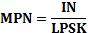 MPN = IN / LPSK